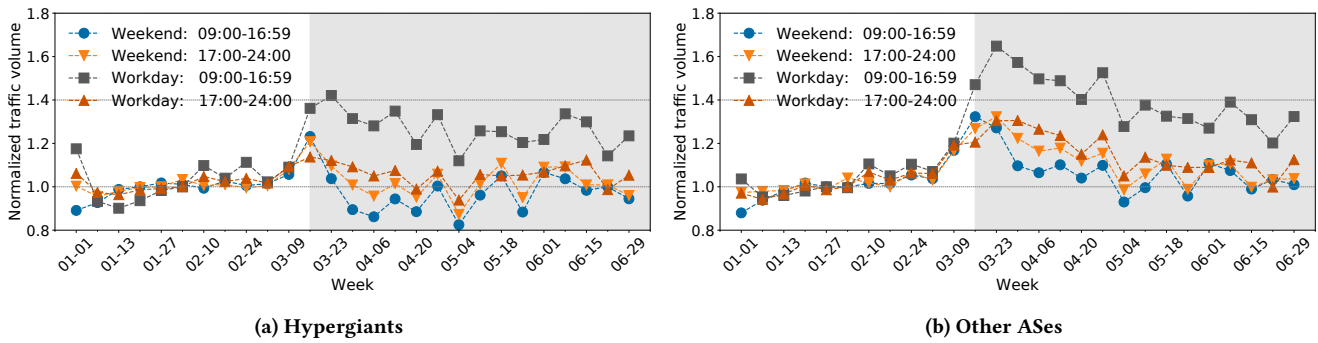 1.8
1.6
1.4
1.2
1.0
0.8
Normalized traffic volume
Weekend: 09:00-16:59
Weekend: 17:00-24:00
Workday: 09:00-16:59
Workday: 17:00-24:00
01-01
01-13
01-27
02-10
02-24
03-09
03-23
04-06
04-20
05-04
05-18
06-01
06-15
06-29
Week
(a) Hypergiants
1.8
1.6
1.4
1.2
1.0
0.8
Normalized traffic volume
Weekend: 09:00-16:59
Weekend: 17:00-24:00
Workday: 09:00-16:59
Workday: 17:00-24:00
01-01
01-13
01-27
02-10
02-24
03-09
03-23
04-06
04-20
05-04
05-18
06-01
06-15
06-29
Week
(b) Other ASes